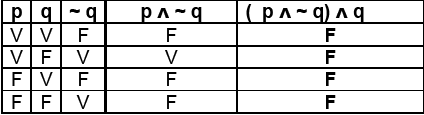 p q ~ q p ʌ ~ q ( p ʌ ~ q) ʌ q
V V F F F
V F V V F
F V F F F
F F V F F